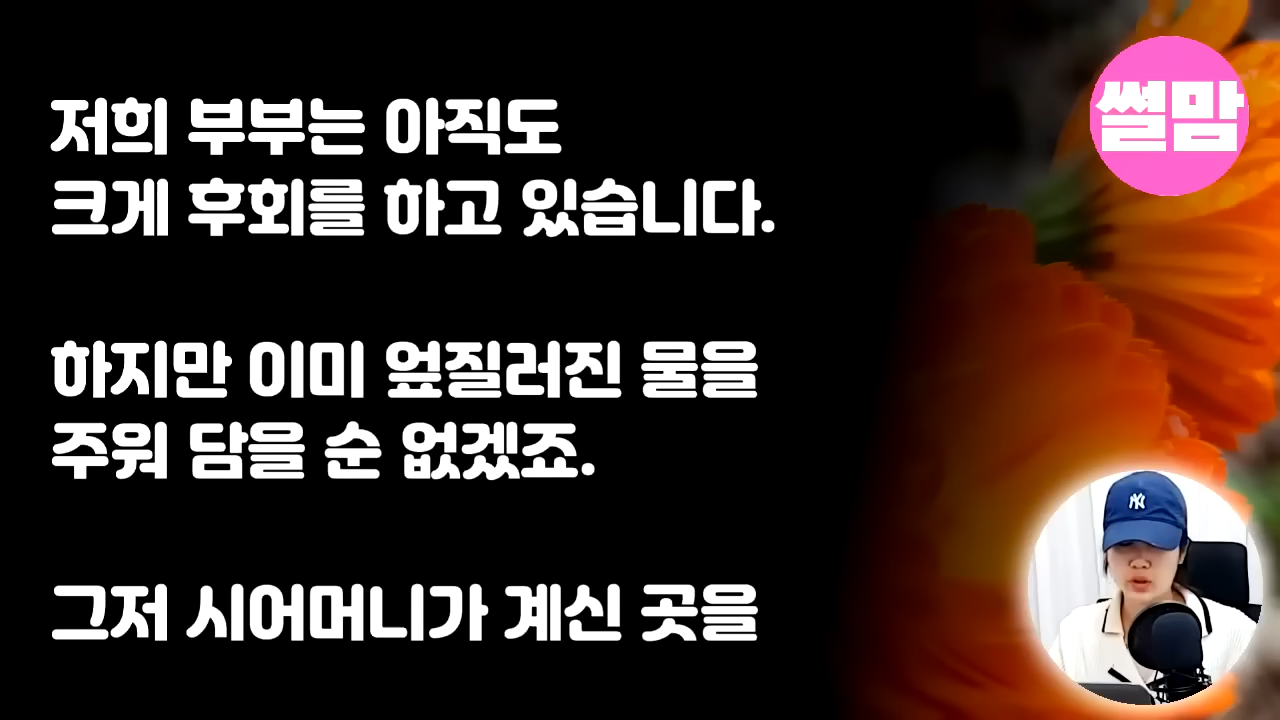 썰맘
저희 부부는 아직도
크게 후회를 하고 있습니다.
하지만 이미 엎질러진 물을
주워 담을 순 없겠죠.
그저 시어머니가 계신 곳을
NY